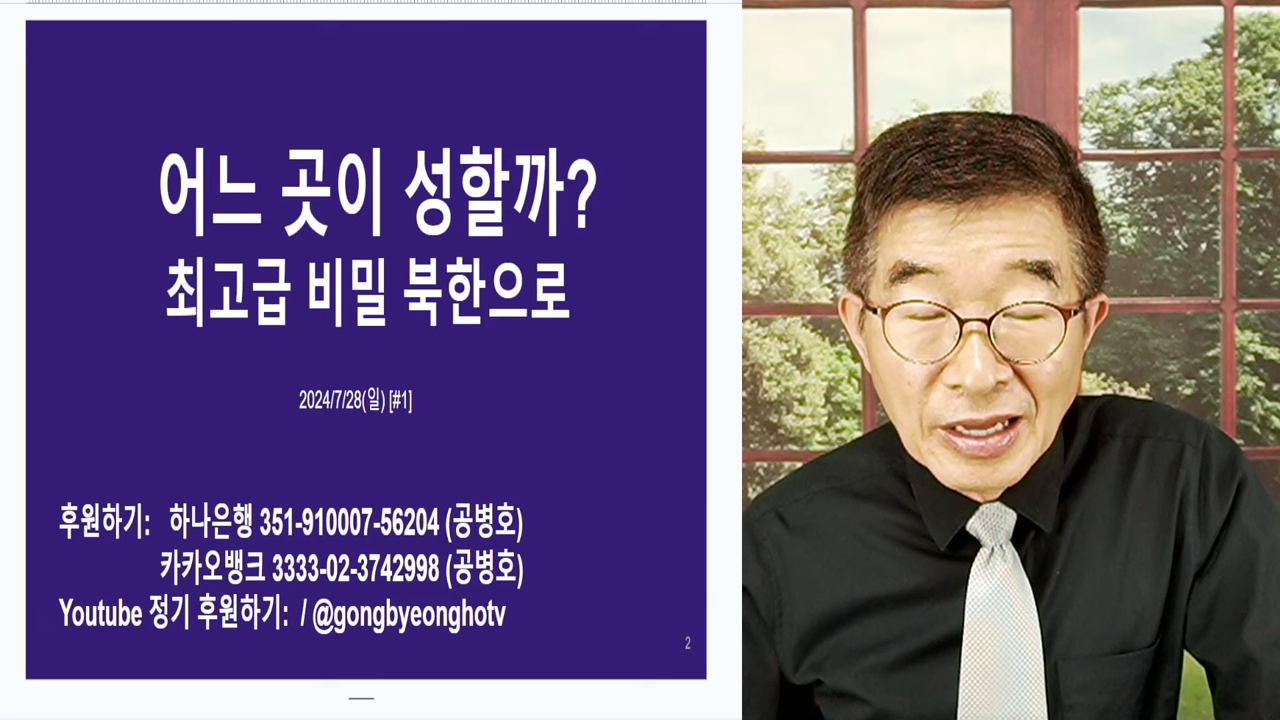 어느 곳이 성할까?
최고급 비밀 북한으로
2024/7/28(일) [#1]
후원하기: 하나은행 351-910007-56204 (공병호)
카카오뱅크 3333-02-3742998 (공병호)
Youtube 정기 후원하기: / @gongbyeonghotv
2